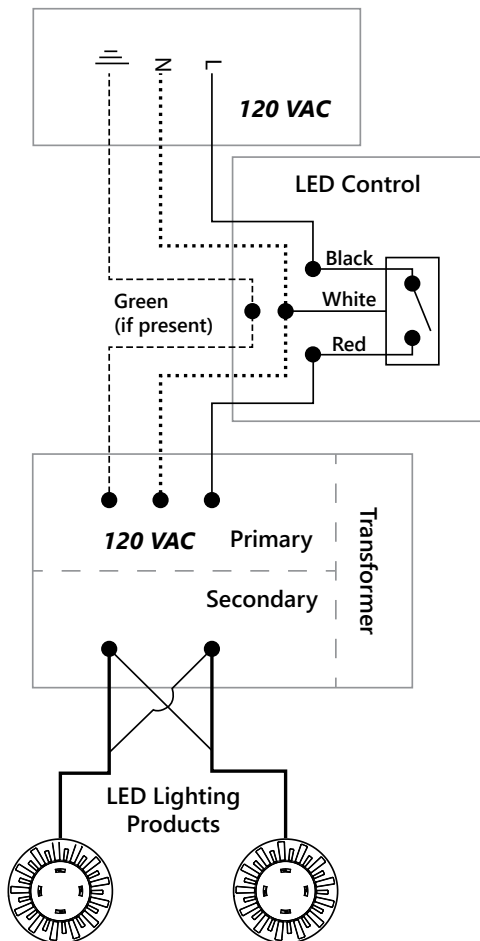 N
L
120 VAC
LED Control
Black
Green
(if present)
White
Red
120 VAC
Primary
Transformer
Secondary
LED Lighting
Products